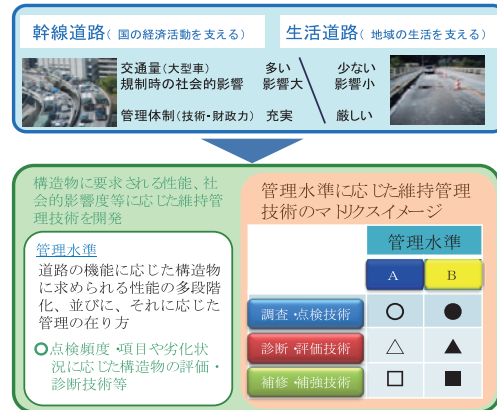 幹線道路( 国の経済活動を支える)
生活道路( 地域の生活を支える)
交通量(大型車) 多い 少ない
規制時の社会的影響 影響大 影響小
管理体制(技術・財政力) 充実 厳しい
構造物に要求される性能、社
会的影響度等に応じた維持管
理技術を開発
管理水準
道路の機能に応じた構造物
に求められる性能の多段階
化、並びに、それに応じた
管理の在り方
○点検頻度・項目や劣化状
況に応じた構造物の評価・
診断技術等
管理水準に応じた維持管理
技術のマトリクスイメージ
管理水準
A B
調査・点検技術 ○ ●
診断・評価技術 △ ▲
補修・補強技術 □ ■